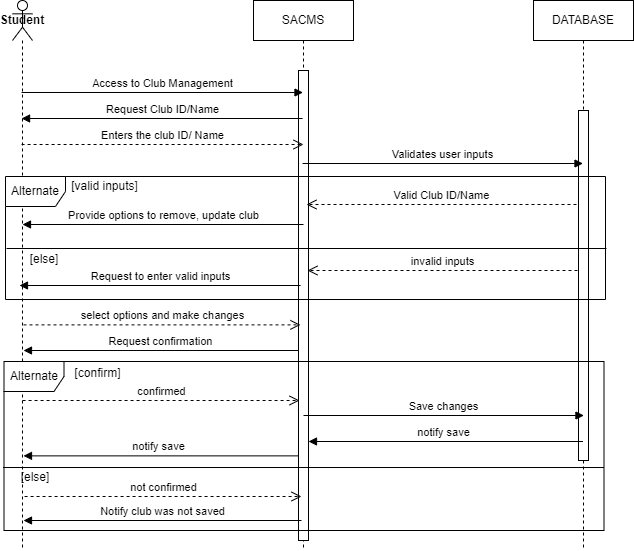 Student
SACMS
DATABASE
Access to Club Management
Request Club ID/Name
Enters the club ID/ Name
Validates user inputs
Alternate
[valid inputs]
Valid Club ID/Name
Provide options to remove, update club
[else]
invalid inputs
Request to enter valid inputs
select options and make changes
Request confirmation
Alternate
[confirm]
confirmed
Save changes
notify save
notify save
[else]
not confirmed
Notify club was not saved